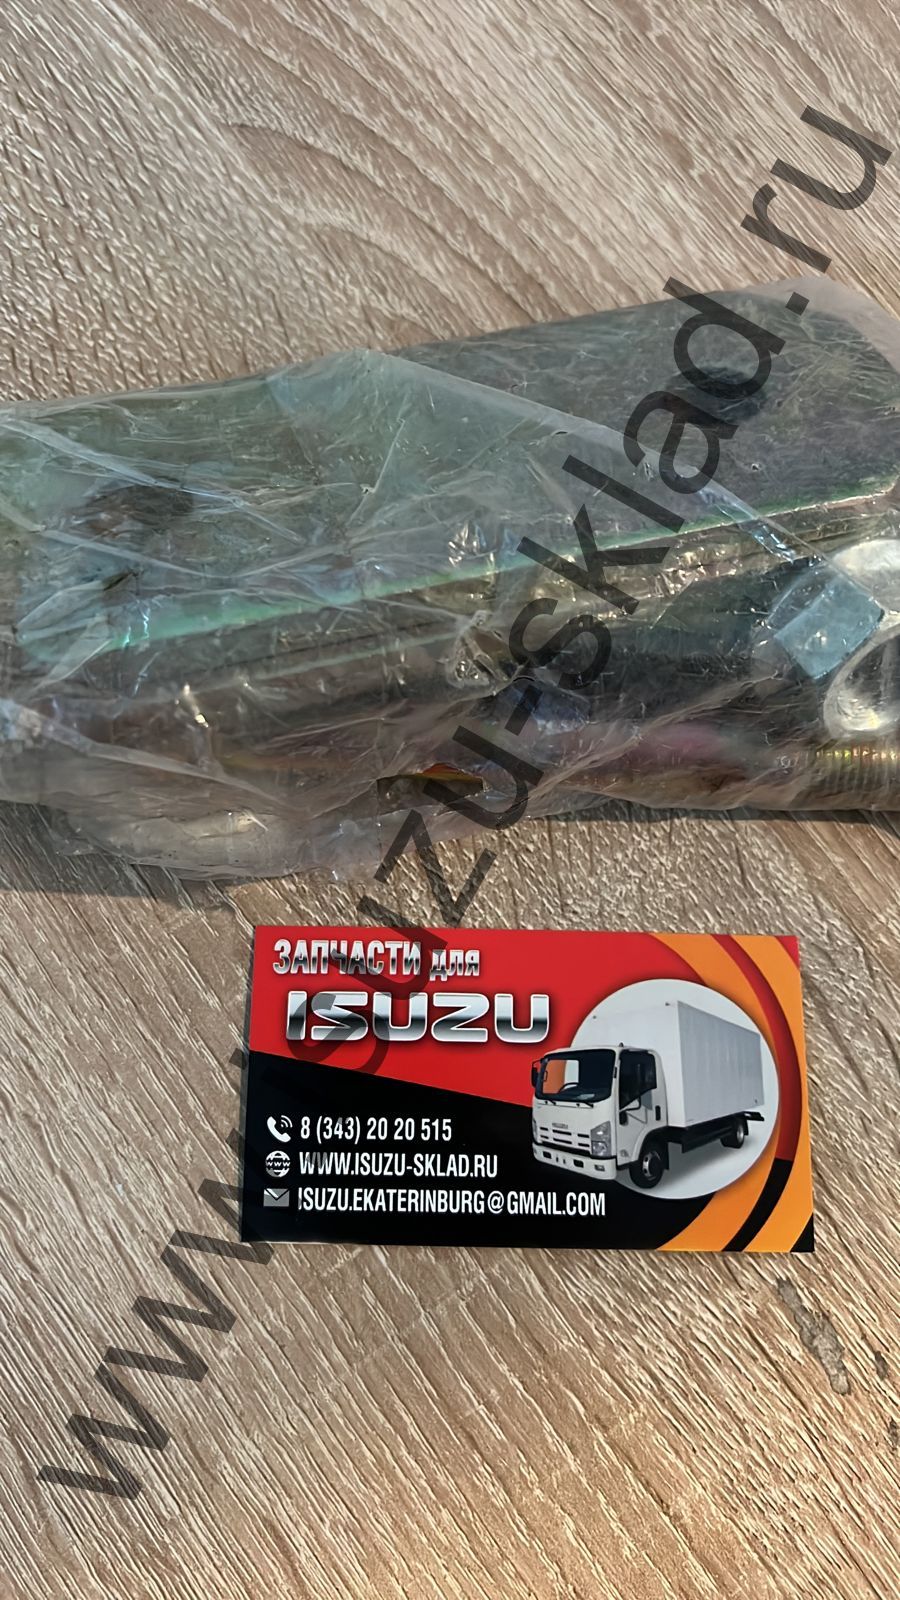 www.isuzu-sklad.ru
ЗАПЧАСТИ для
ISUZU
8 (343) 20 20 515
WWW.ISUZU-SKLAD.RU
ISUZU.EKATERINBURG@GMAIL.COM